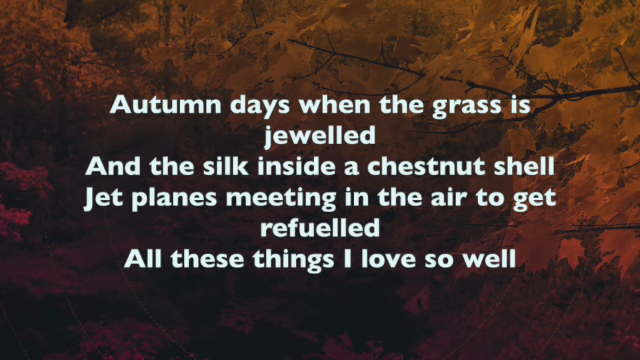 Autumn days when the grass is
jewelled
And the silk inside a chestnut shell
Jet planes meeting in the air to get
refuelled
All these things I love so well